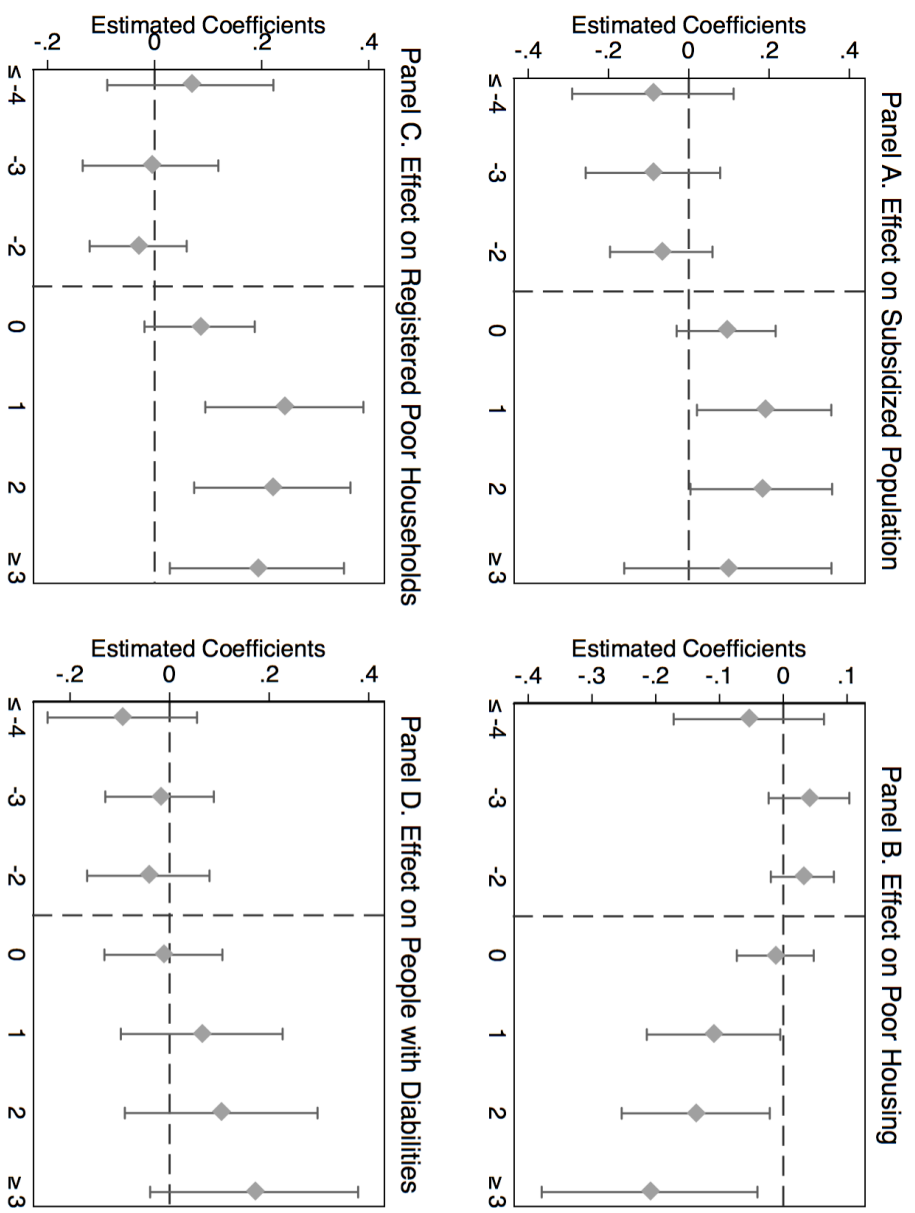 Panel A. Effect on Subsidized Population
Estimated Coefficients
.4
.2
0
-.2
-.4
≤ -4 -3 -2 0 1 2 ≥ 3
Panel B. Effect on Poor Housing
Estimated Coefficients
.1
0
-.1
-.2
-.3
-.4
≤ -4 -3 -2 0 1 2 ≥ 3
Panel C. Effect on Registered Poor Households
Estimated Coefficients
.4
.2
0
-.2
≤ -4 -3 -2 0 1 2 ≥ 3
Panel D. Effect on People with Diabilities
Estimated Coefficients
.4
.2
0
-.2
≤ -4 -3 -2 0 1 2 ≥ 3